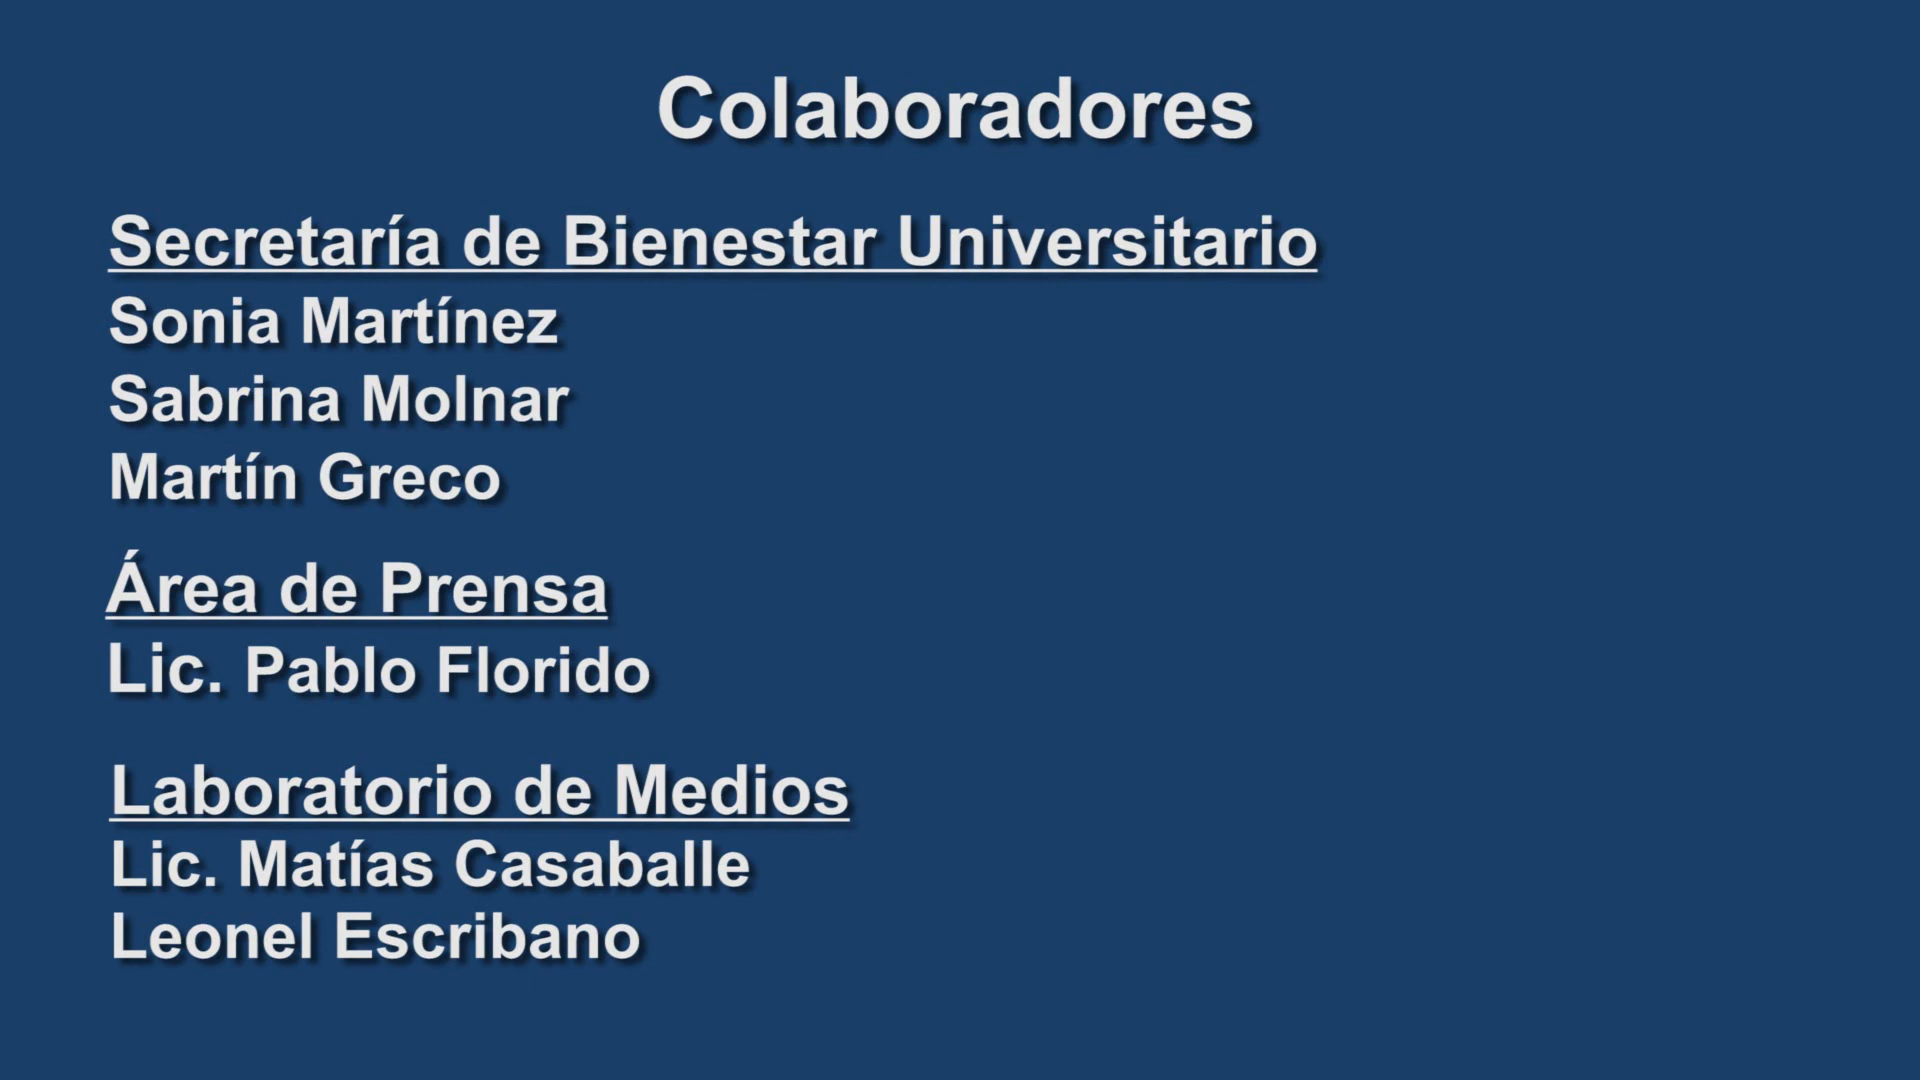 Colaboradores
Secretaría de Bienestar Universitario
Sonia Martínez
Sabrina Molnar
Martín Greco
Área de Prensa
Lic. Pablo Florido
Laboratorio de Medios
Lic. Matías Casaballe
Leonel Escribano